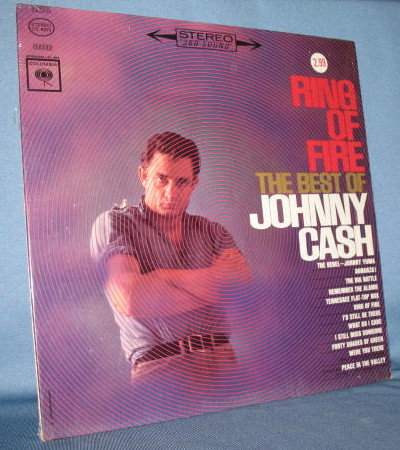 STEREO
"360 SOUND"
COLUMBIA
2.99
RING
OF
FIRE
THE BEST OF
JOHNNY
CASH
THE REBEL—JOHNNY YUMA
BONANZA!
THE BIG BATTLE
REMEMBER THE ALAMO
TENNESSEE FLAT-TOP BOX
RING OF FIRE
I'D STILL BE THERE
WHAT DO I CARE
I STILL MISS SOMEONE
FORTY SHADES OF GREEN
WERE YOU THERE
PEACE IN THE VALLEY